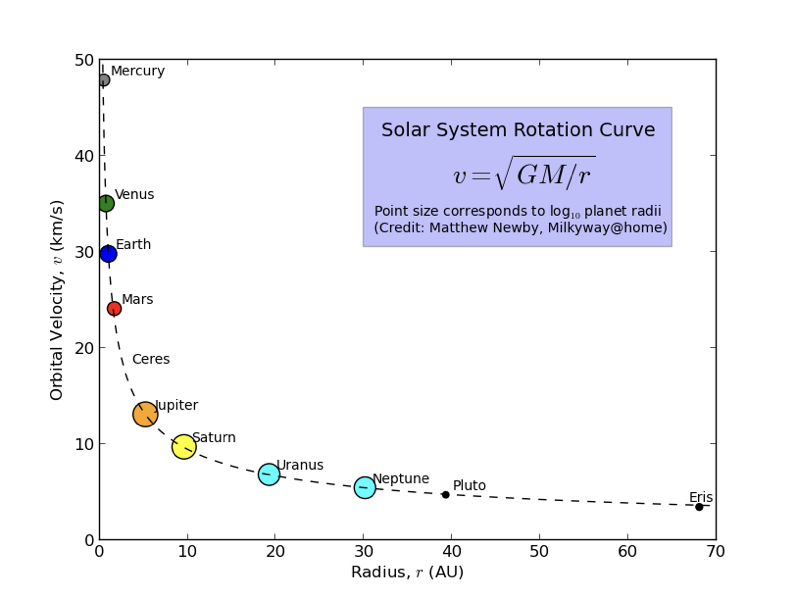 50
40
30
20
10
0
Orbital Velocity, v (km/s)
Mercury
Venus
Earth
Mars
Ceres
Jupiter
Saturn
Uranus
Neptune
Pluto
Eris
Solar System Rotation Curve
v=√GM/r
Point size corresponds to log₁₀ planet radii
(Credit: Matthew Newby, Milkyway@home)
0 10 20 30 40 50 60 70
Radius, r (AU)